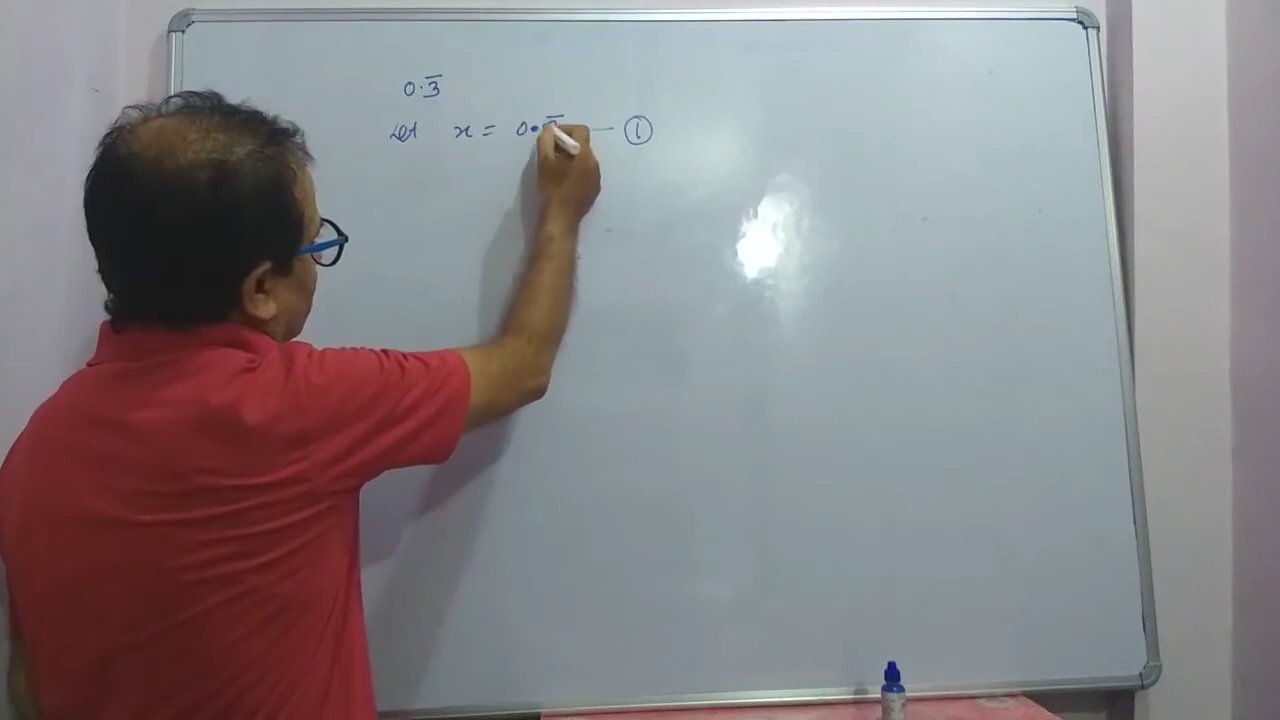 0.3̅
Let x = 0.3̅ — ①